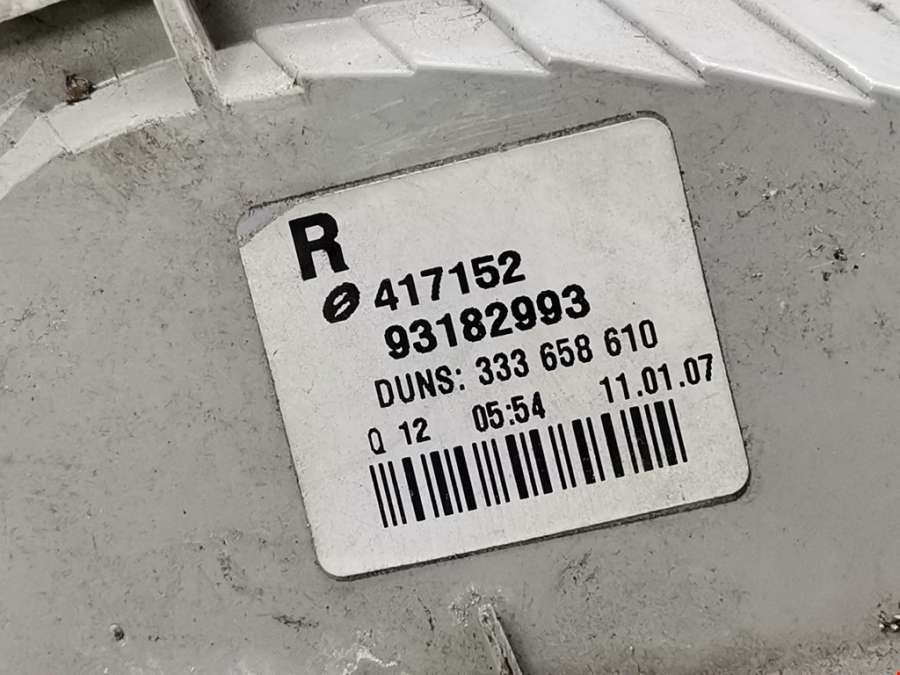 R
417152
93182993
DUNS: 333 658 610
Q 12 05:54 11.01.07